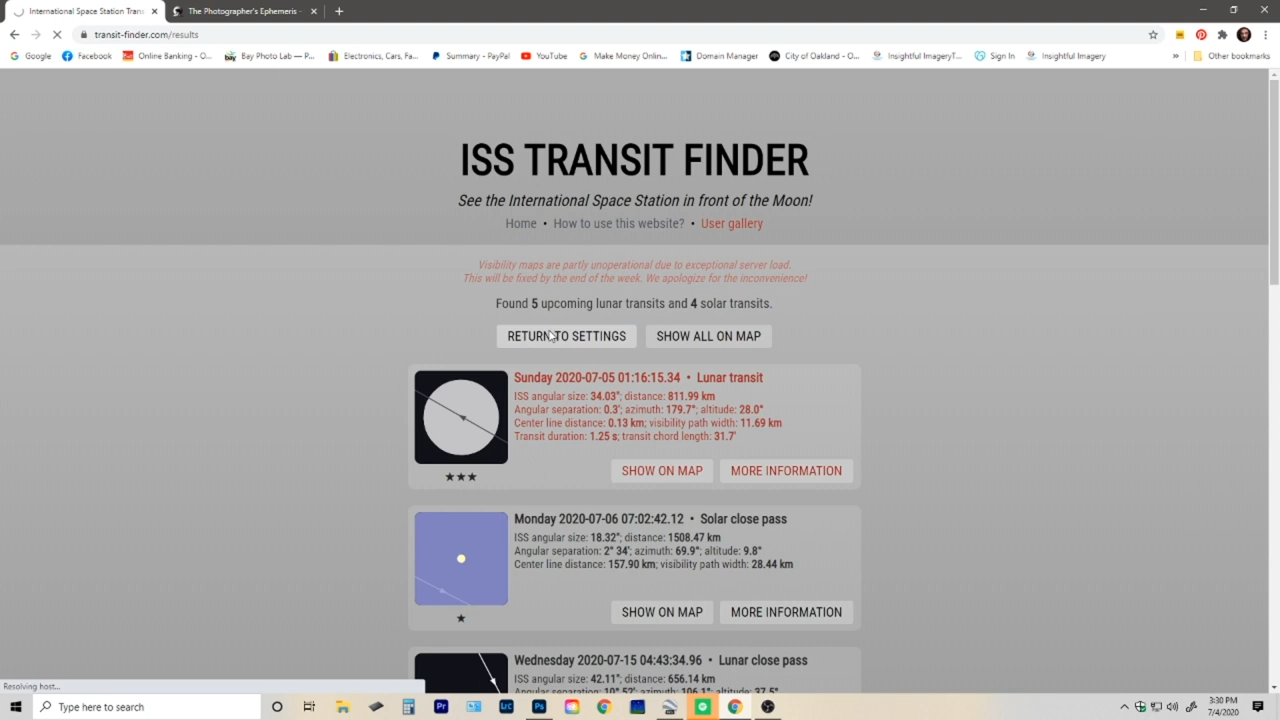 International Space Station Trans
The Photographer's Ephemeris -
transit-finder.com/results
Google
Facebook
Online Banking - O...
Bay Photo Lab — P...
Electronics, Cars, Fa...
Summary - PayPal
YouTube
Make Money Onlin...
Domain Manager
City of Oakland - O...
Insightful ImageryT...
Sign In
Insightful Imagery
Other bookmarks
ISS TRANSIT FINDER
See the International Space Station in front of the Moon!
Home • How to use this website? • User gallery
Visibility maps are partly unoperational due to exceptional server load.
This will be fixed by the end of the week. We apologize for the inconvenience!
Found 5 upcoming lunar transits and 4 solar transits.
RETURN TO SETTINGS
SHOW ALL ON MAP
Sunday 2020-07-05 01:16:15.34 • Lunar transit
ISS angular size: 34.03"; distance: 811.99 km
Angular separation: 0.3'; azimuth: 179.7°; altitude: 28.0°
Center line distance: 0.13 km; visibility path width: 11.69 km
Transit duration: 1.25 s; transit chord length: 31.7'
★★★
SHOW ON MAP
MORE INFORMATION
Monday 2020-07-06 07:02:42.12 • Solar close pass
ISS angular size: 18.32"; distance: 1508.47 km
Angular separation: 2° 34'; azimuth: 69.9°; altitude: 9.8°
Center line distance: 157.90 km; visibility path width: 28.44 km
★
SHOW ON MAP
MORE INFORMATION
Wednesday 2020-07-15 04:43:34.96 • Lunar close pass
ISS angular size: 42.11"; distance: 656.14 km
Angular separation: 10° 52'; azimuth: 106.1°; altitude: 37.5°
Resolving host...
Type here to search
3:30 PM
7/4/2020